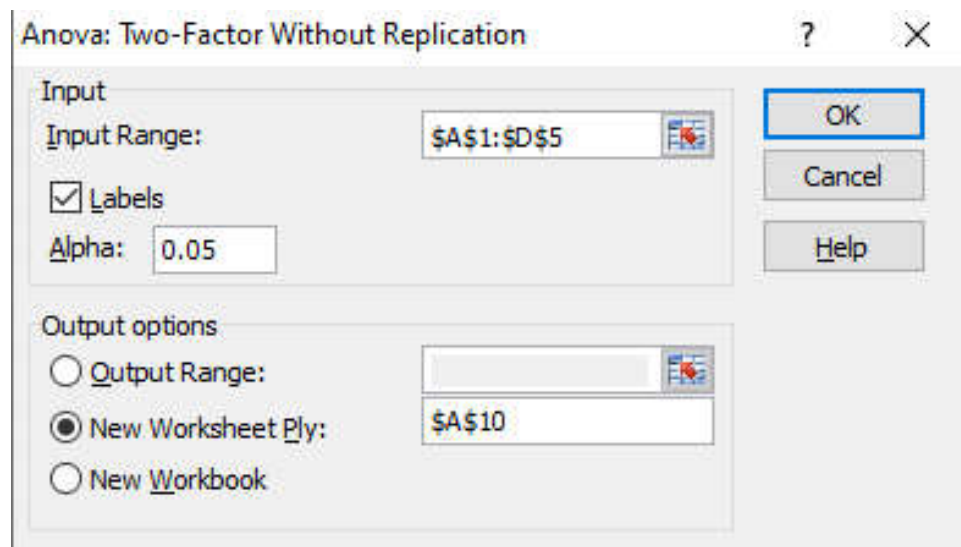 Anova: Two-Factor Without Replication ? X
Input
Input Range: $A$1:$D$5
Labels
Alpha: 0.05
OK
Cancel
Help
Output options
Output Range:
New Worksheet Ply: $A$10
New Workbook